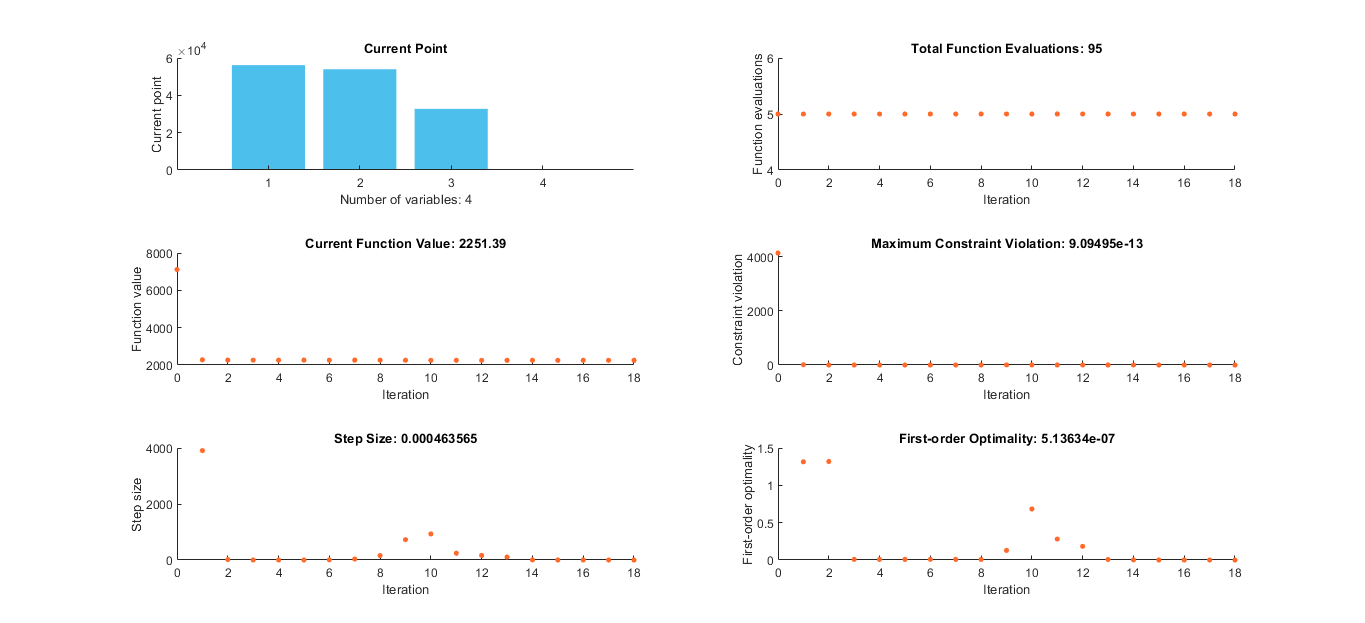 Current Point
×10^4
6
4
2
0
Current point
1 2 3 4
Number of variables: 4
Total Function Evaluations: 95
6
5
4
Function evaluations
0 2 4 6 8 10 12 14 16 18
Iteration
Current Function Value: 2251.39
8000
6000
4000
2000
Function value
0 2 4 6 8 10 12 14 16 18
Iteration
Maximum Constraint Violation: 9.09495e-13
4000
2000
0
Constraint violation
0 2 4 6 8 10 12 14 16 18
Iteration
Step Size: 0.000463565
4000
2000
0
Step size
0 2 4 6 8 10 12 14 16 18
Iteration
First-order Optimality: 5.13634e-07
1.5
1
0.5
0
First-order optimality
0 2 4 6 8 10 12 14 16 18
Iteration